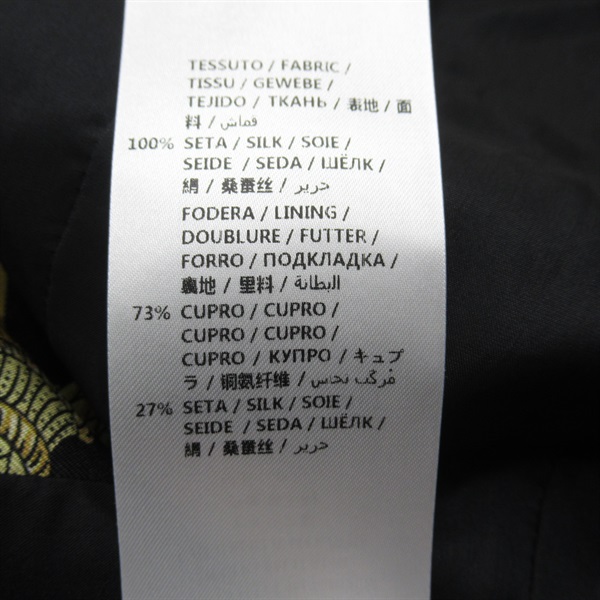 TESSUTO / FABRIC /
TISSU / GEWEBE /
TEJIDO / ТКАНЬ / 表地 / 面
料 / قماش /
100% SETA / SILK / SOIE /
SEIDE / SEDA / ШЁЛК /
絹 / 桑蚕丝 / حرير /
FODERA / LINING /
DOUBLURE / FUTTER /
FORRO / ПОДКЛАДКА /
裏地 / 里料 / البطانة /
73% CUPRO / CUPRO /
CUPRO / CUPRO /
CUPRO / КУПРО / キュプ
ラ / 铜氨纤维 / مركب نحاس /
27% SETA / SILK / SOIE /
SEIDE / SEDA / ШЁЛК /
絹 / 桑蚕丝 / حرير /